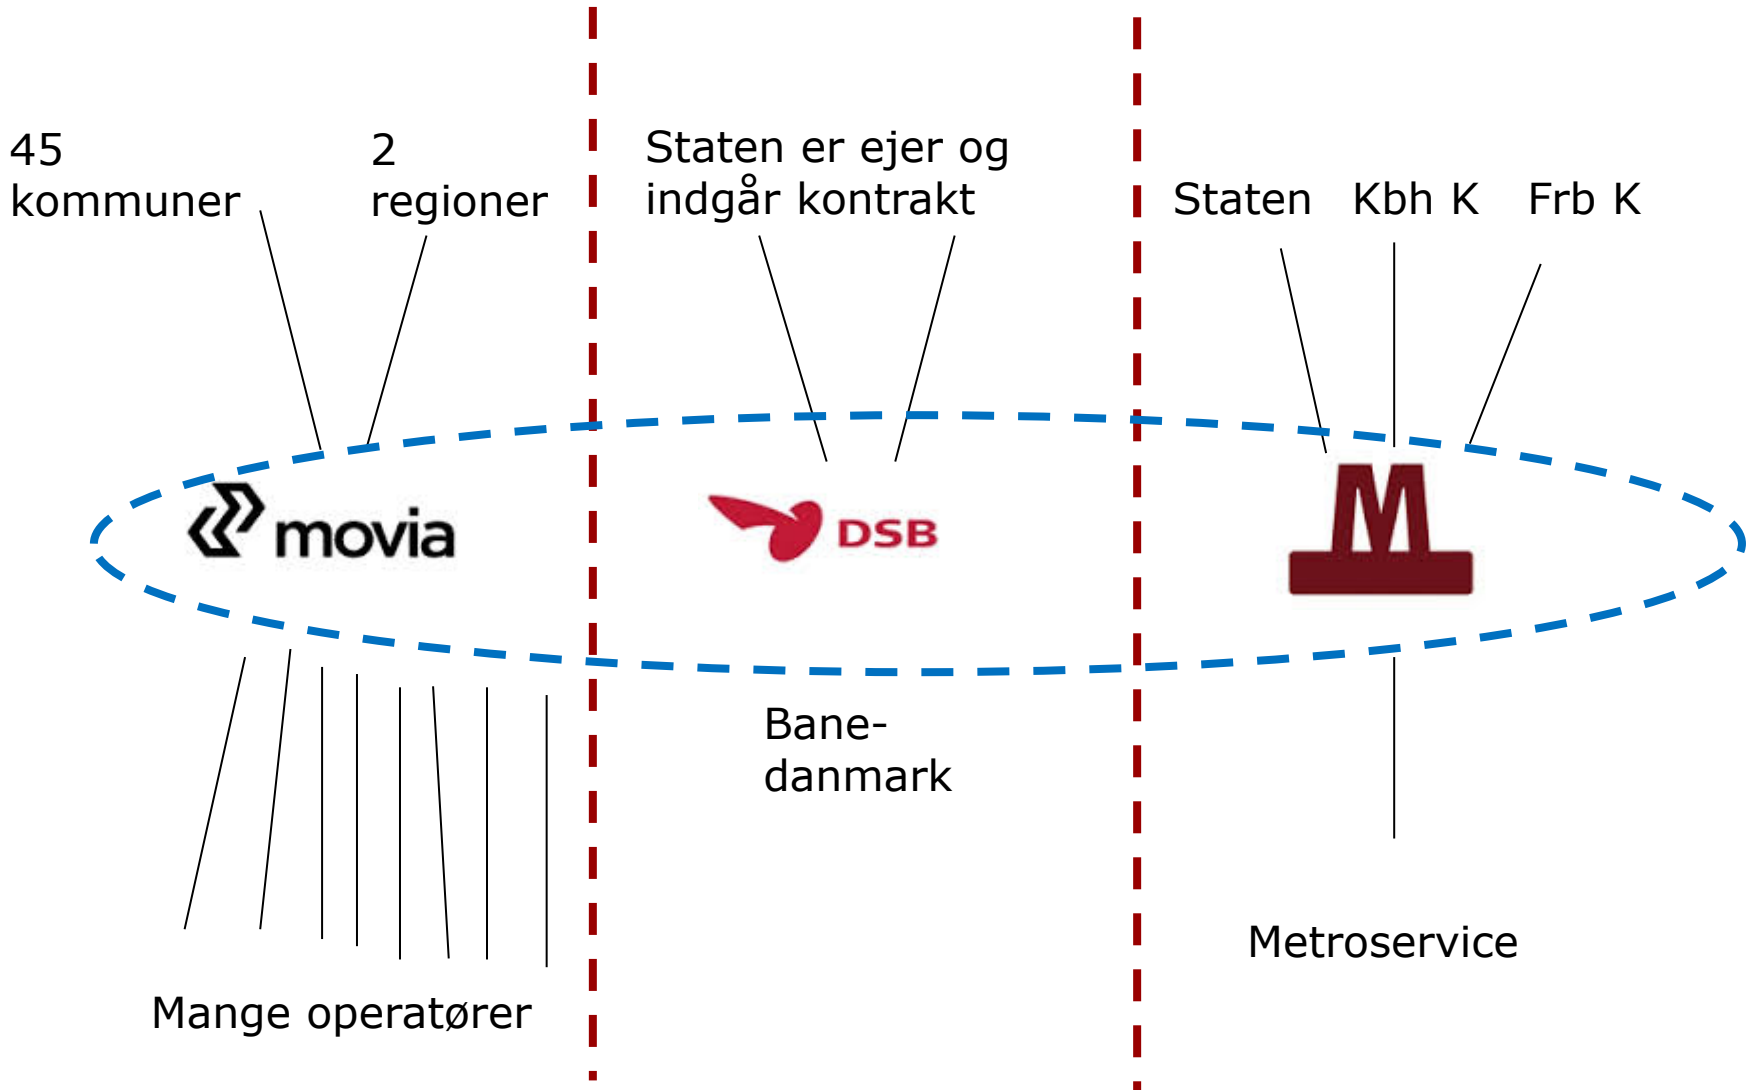 45
kommuner
2
regioner
Staten er ejer og
indgår kontrakt
Staten Kbh K Frb K
movia
DSB
M
Bane-
danmark
Metroservice
Mange operatører